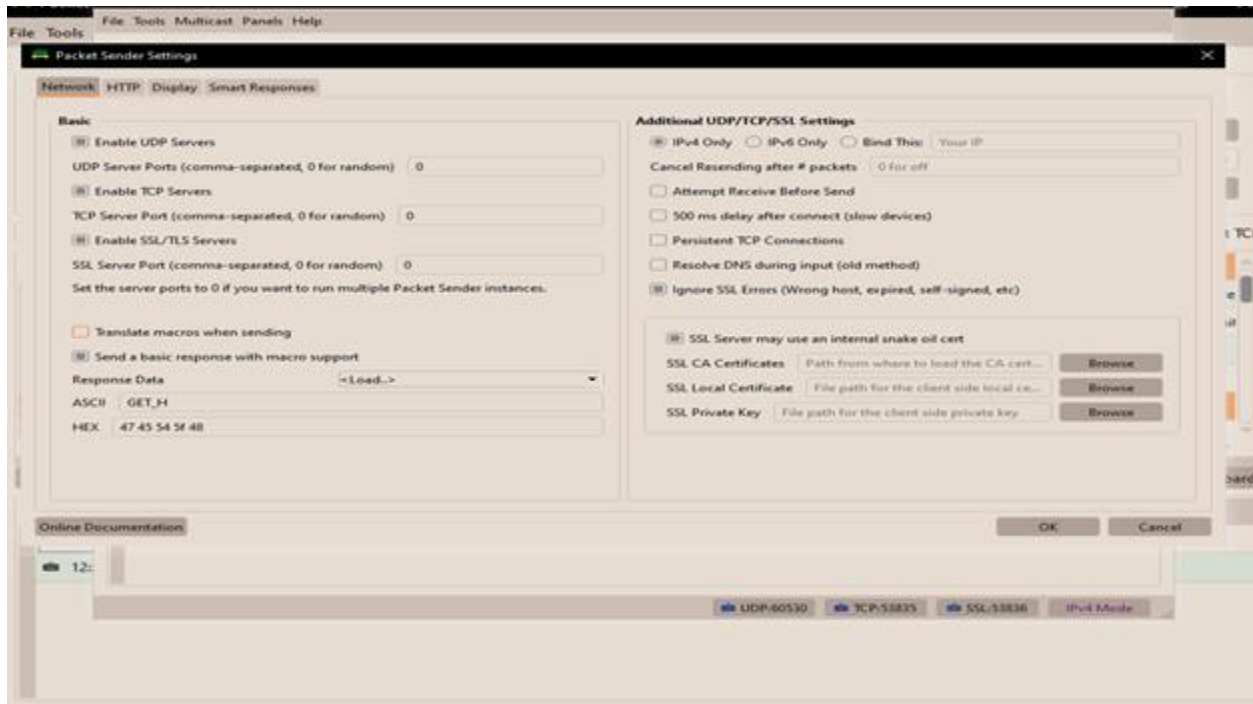 File Tools Multicast Panels Help
File Tools
Packet Sender Settings
Network HTTP Display Smart Responses
Basic
Enable UDP Servers
UDP Server Ports (comma-separated, 0 for random) 0
Enable TCP Servers
TCP Server Port (comma-separated, 0 for random) 0
Enable SSL/TLS Servers
SSL Server Port (comma-separated, 0 for random) 0
Set the server ports to 0 if you want to run multiple Packet Sender instances.
Translate macros when sending
Send a basic response with macro support
Response Data <Load..>
ASCII GET_H
HEX 47 45 54 5f 48
Additional UDP/TCP/SSL Settings
IPv4 Only IPv6 Only Bind This: Your IP
Cancel Resending after # packets 0 for off
Attempt Receive Before Send
500 ms delay after connect (slow devices)
Persistent TCP Connections
Resolve DNS during input (old method)
Ignore SSL Errors (Wrong host, expired, self-signed, etc)
SSL Server may use an internal snake oil cert
SSL CA Certificates Path from where to load the CA cert... Browse
SSL Local Certificate File path for the client side local ce... Browse
SSL Private Key File path for the client side private key Browse
Online Documentation OK Cancel
12:
UDP:60530 TCP:53835 SSL:53836 IPv4 Mode